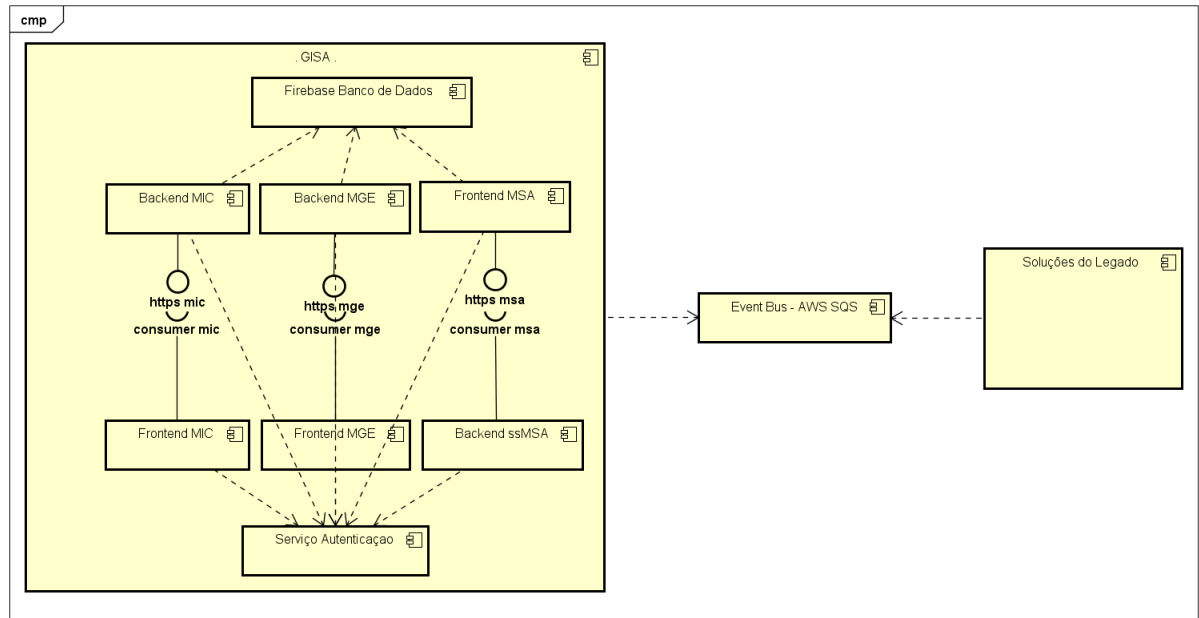 cmp
. GISA .
Firebase Banco de Dados
Backend MIC
Backend MGE
Frontend MSA
https mic
consumer mic
https mge
consumer mge
https msa
consumer msa
Frontend MIC
Frontend MGE
Backend ssMSA
Serviço Autenticaçao
Event Bus - AWS SQS
Soluções do Legado